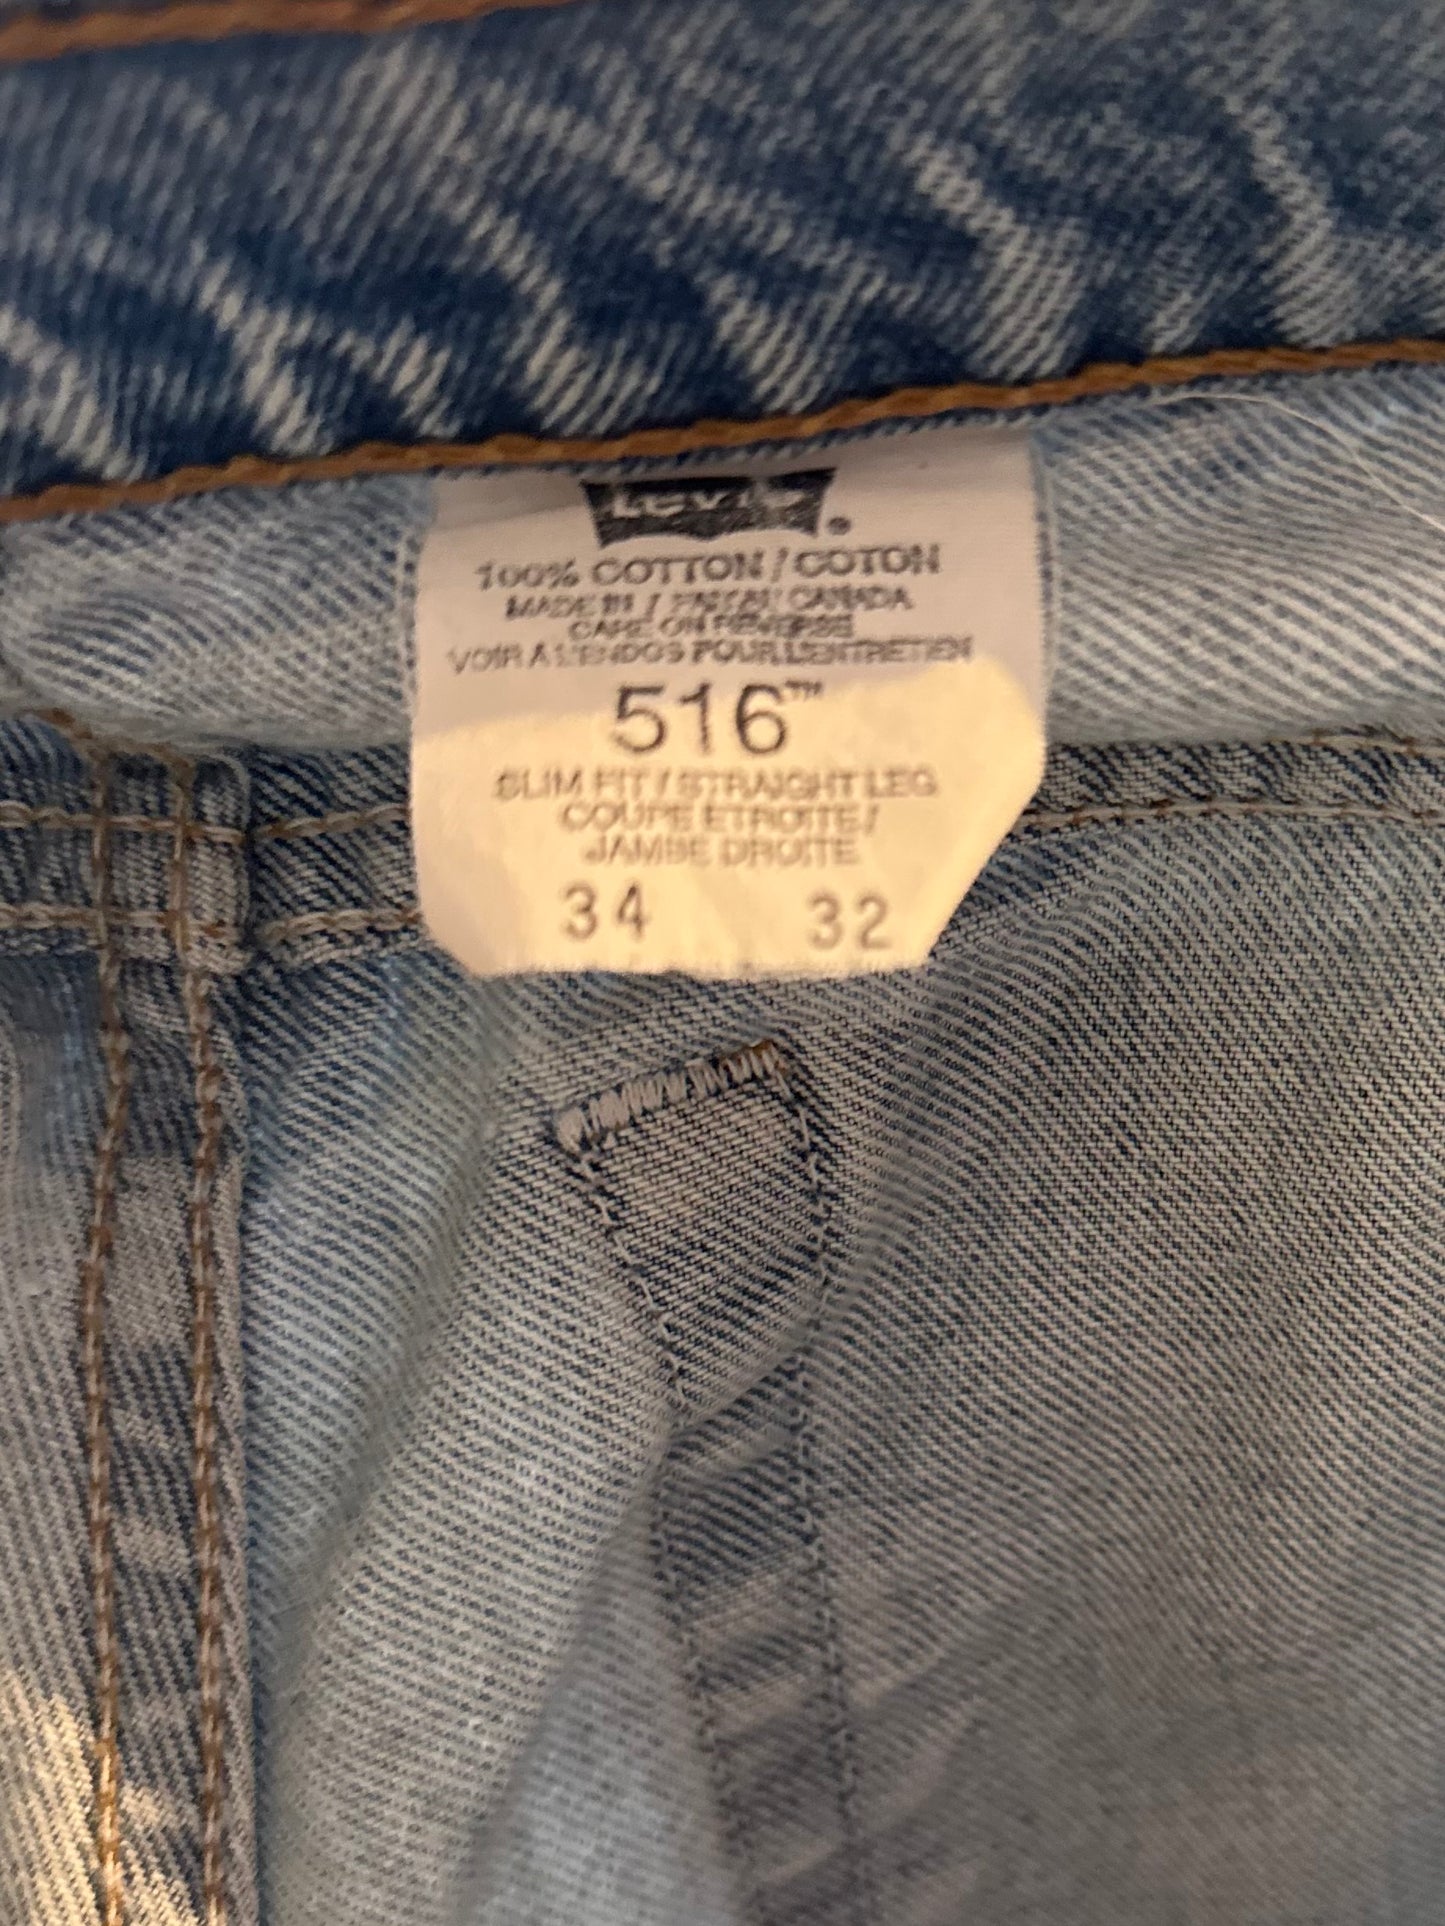 Levi's ®
100% COTTON / COTON
MADE IN / FAIT AU CANADA
CARE ON REVERSE
VOIR A L'ENDOS POUR L'ENTRETIEN
516™
SLIM FIT / STRAIGHT LEG
COUPE ETROITE /
JAMBE DROITE
34 32